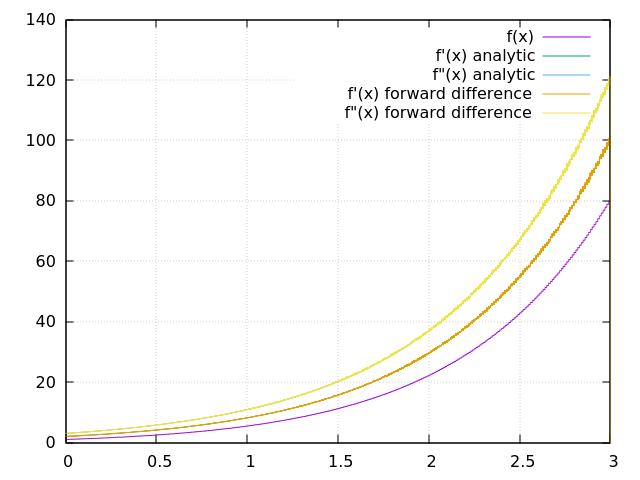 140
120
100
80
60
40
20
0
f(x)
f'(x) analytic
f"(x) analytic
f'(x) forward difference
f"(x) forward difference
0 0.5 1 1.5 2 2.5 3